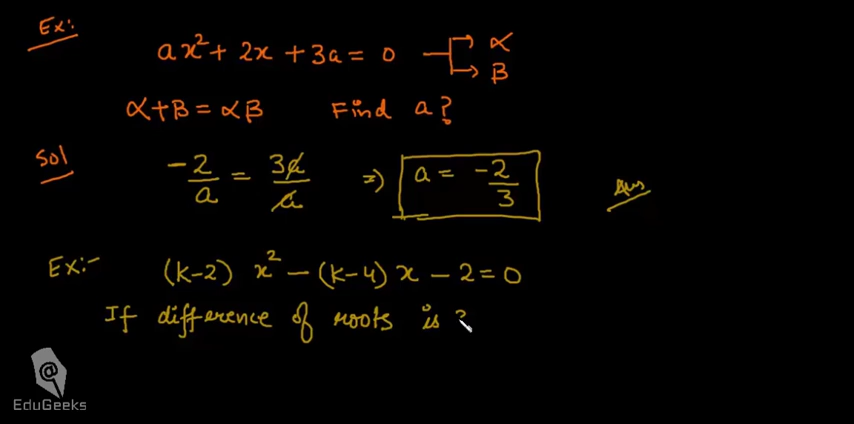 Ex:
ax² + 2x + 3a = 0 → α
→ β
α+β = αβ Find a?
Sol
-2/a = 3a/a ⇒ a = -2/3 Ans
Ex:- (k-2) x² - (k-4) x - 2 = 0
If difference of roots is
@
EduGeeks